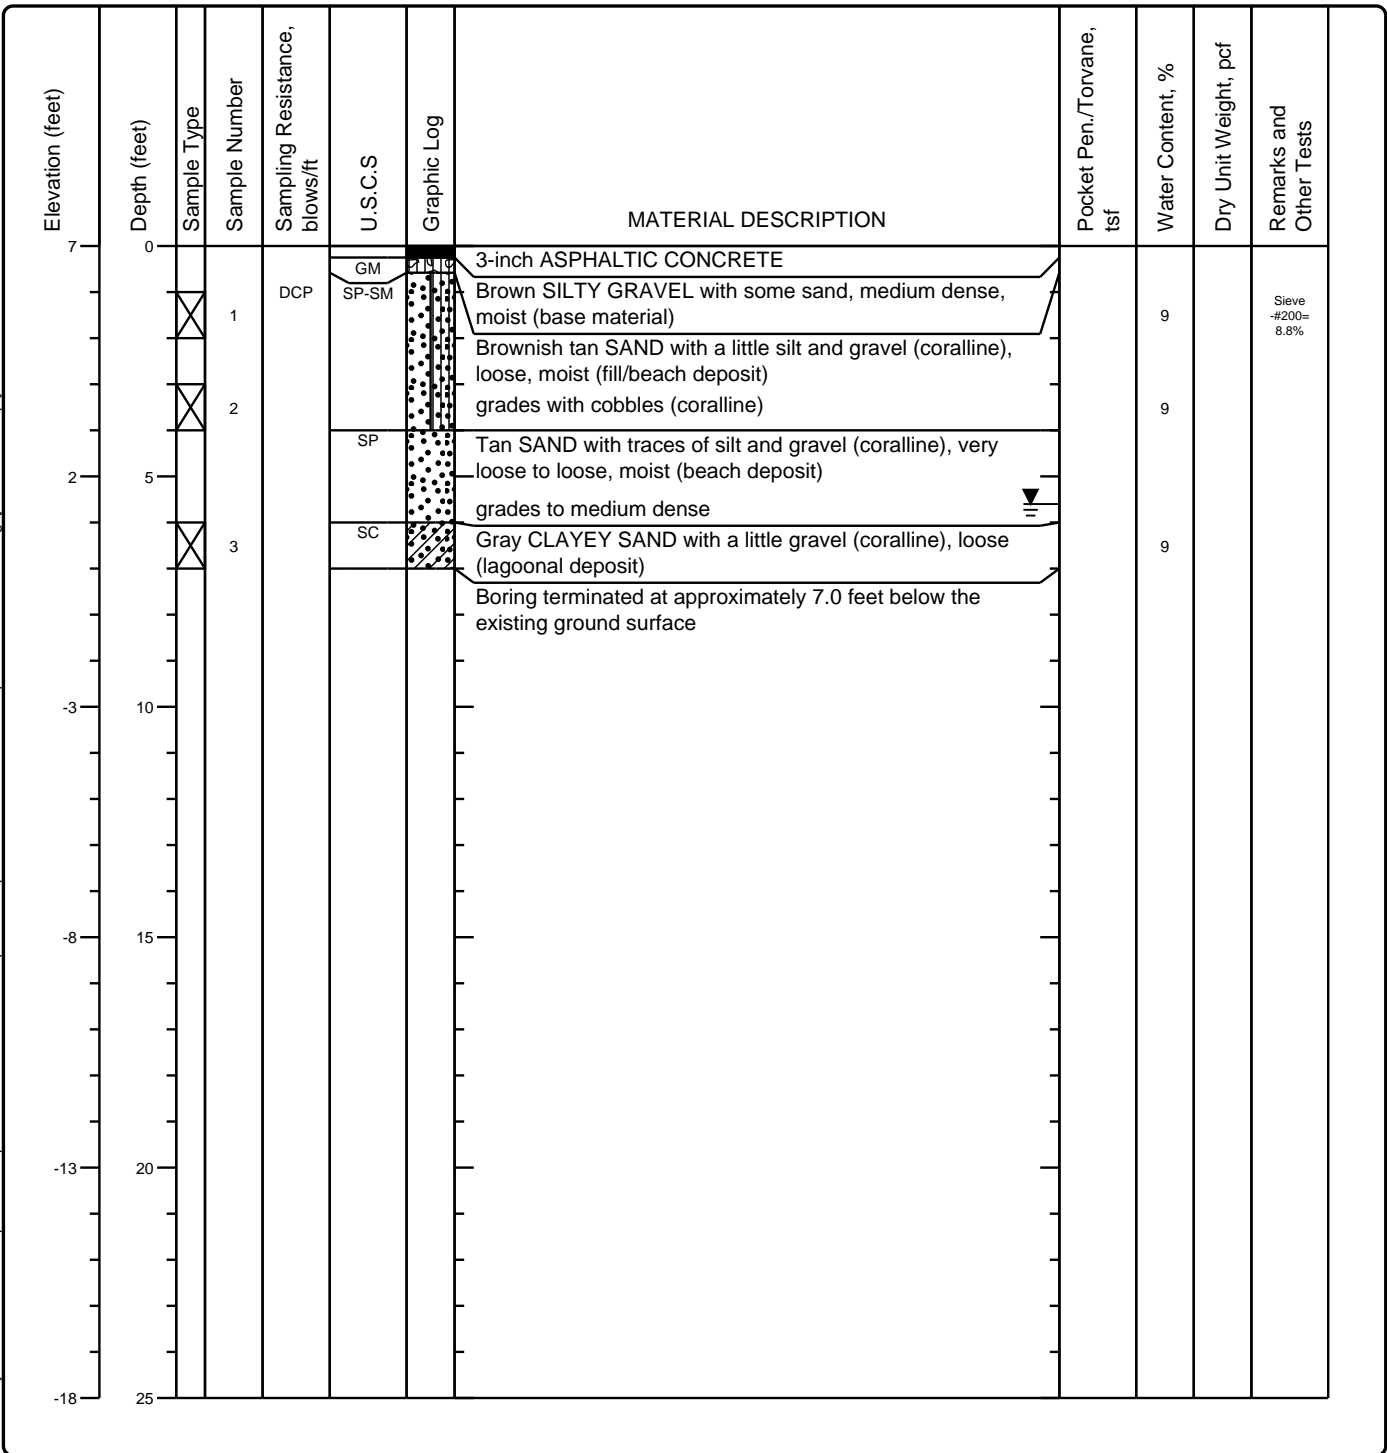 Elevation (feet)
Depth (feet)
Sample Type
Sample Number
Sampling Resistance,
blows/ft
U.S.C.S
Graphic Log
MATERIAL DESCRIPTION
Pocket Pen./Torvane,
tsf
Water Content, %
Dry Unit Weight, pcf
Remarks and
Other Tests
7
0
GM
3-inch ASPHALTIC CONCRETE
DCP
SP-SM
Brown SILTY GRAVEL with some sand, medium dense,
moist (base material)
1
9
Sieve
-#200=
8.8%
Brownish tan SAND with a little silt and gravel (coralline),
loose, moist (fill/beach deposit)
2
grades with cobbles (coralline)
9
SP
Tan SAND with traces of silt and gravel (coralline), very
loose to loose, moist (beach deposit)
2
5
grades to medium dense
SC
3
Gray CLAYEY SAND with a little gravel (coralline), loose
(lagoonal deposit)
9
Boring terminated at approximately 7.0 feet below the
existing ground surface
-3
10
-8
15
-13
20
-18
25